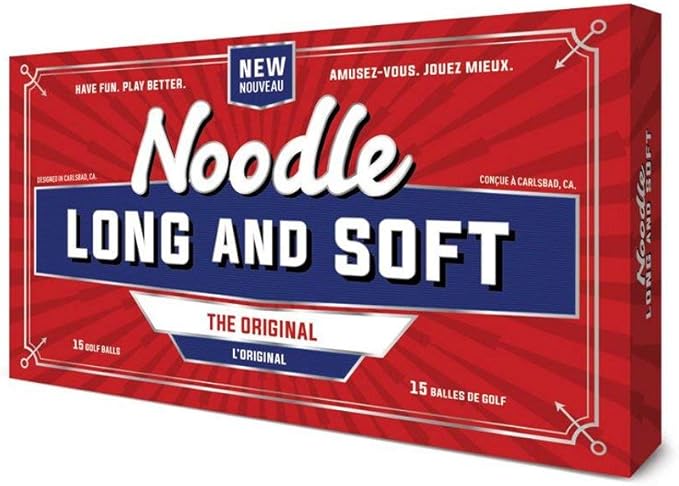 NEW
NOUVEAU
HAVE FUN. PLAY BETTER.
AMUSEZ-VOUS. JOUEZ MIEUX.
Noodle
DESIGNED IN CARLSBAD, CA.
CONÇUE À CARLSBAD, CA.
LONG AND SOFT
THE ORIGINAL
L'ORIGINAL
15 GOLF BALLS
15 BALLES DE GOLF
Noodle
LONG AND SOFT